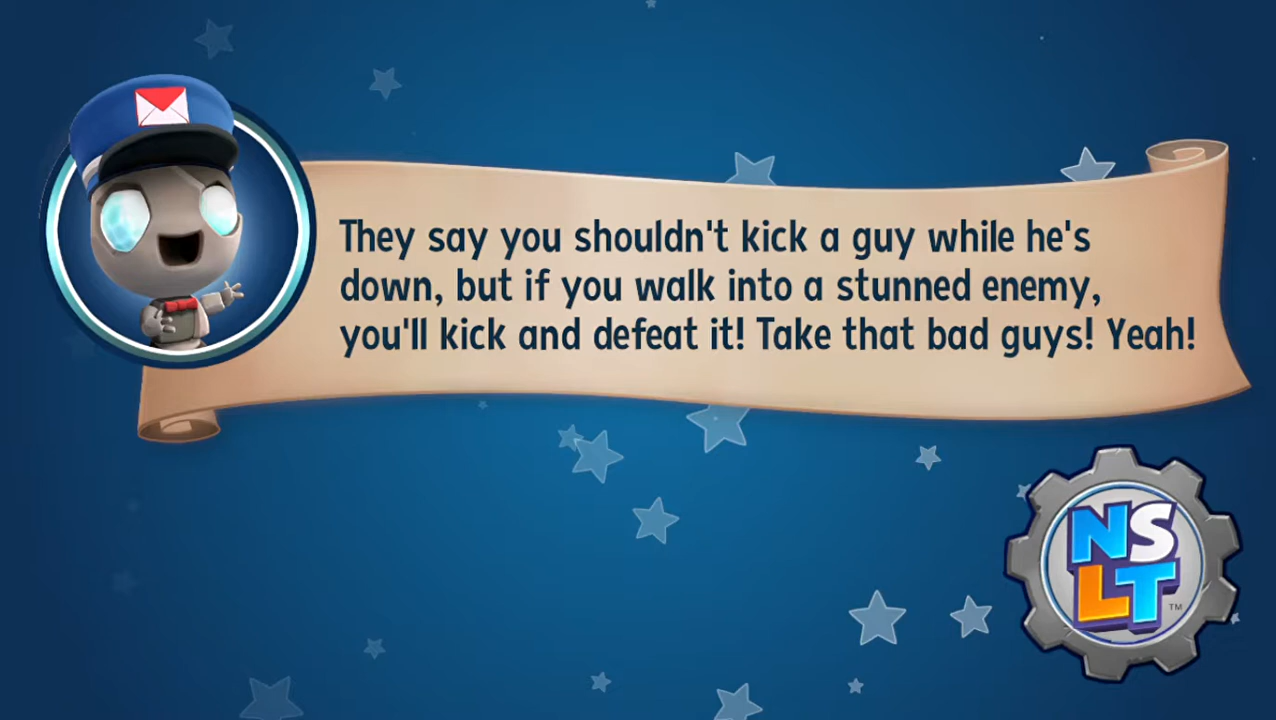 They say you shouldn't kick a guy while he's
down, but if you walk into a stunned enemy,
you'll kick and defeat it! Take that bad guys! Yeah!
NS
LT™